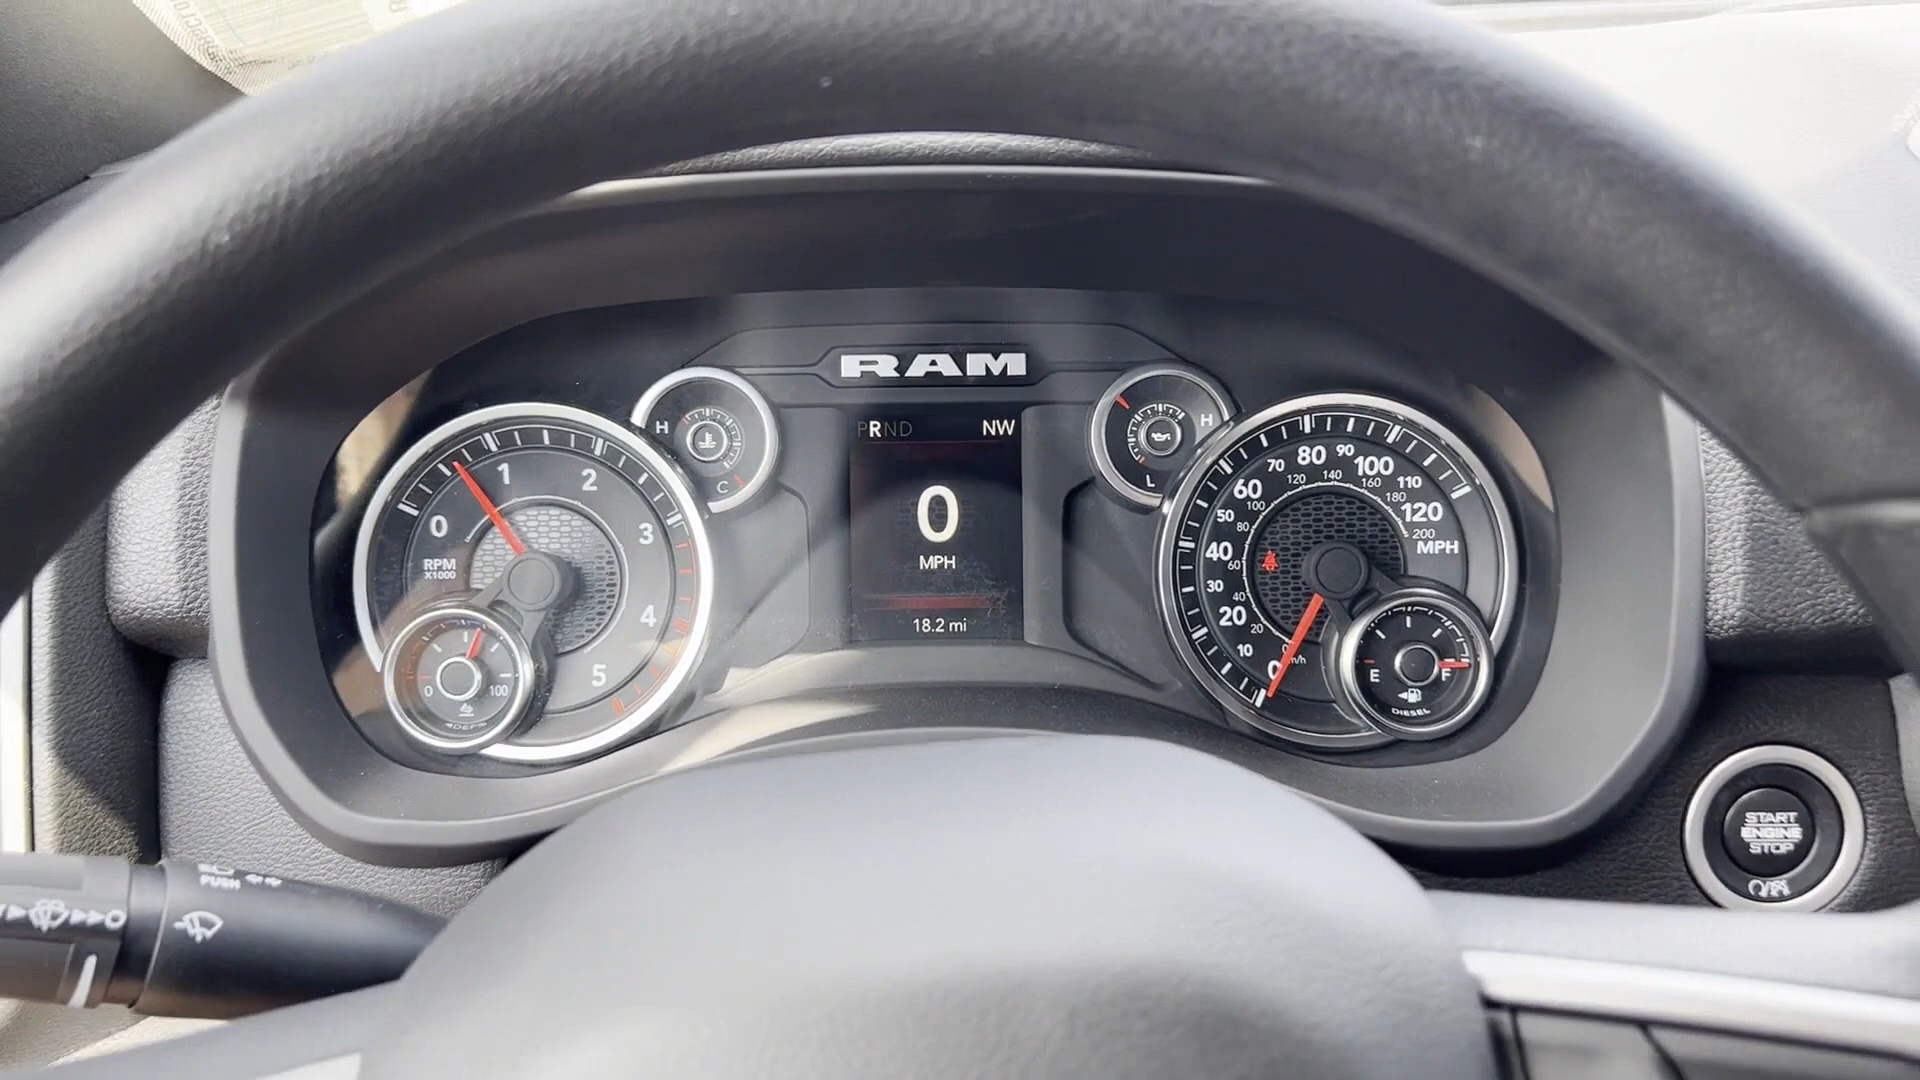 RAM
PRND NW
0
MPH
18.2 mi
0 1 2 3 4 5
RPM
X1000
H
C
H
L
0 10 20 30 40 50 60 70 80 90 100 110 120
MPH
20 40 60 80 100 120 140 160 180 200
0 100
DEF
E F
DIESEL
START
ENGINE
STOP
PUSH